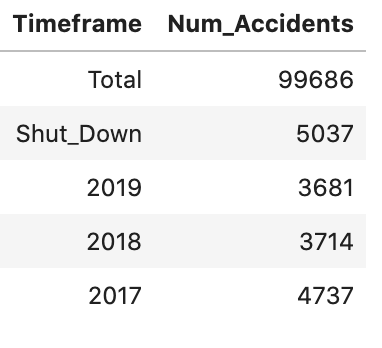 Timeframe Num_Accidents
Total 99686
Shut_Down 5037
2019 3681
2018 3714
2017 4737